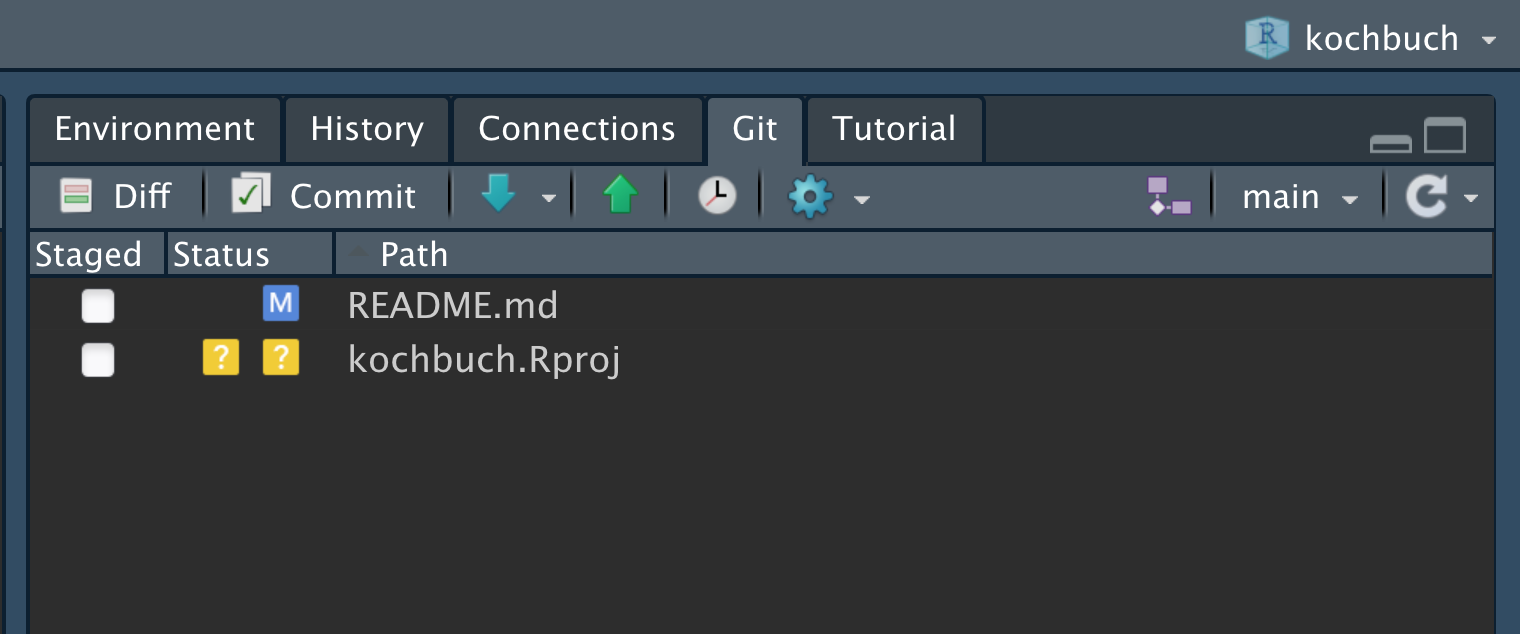 kochbuch
Environment History Connections Git Tutorial
Diff Commit main
Staged Status Path
M README.md
? ? kochbuch.Rproj